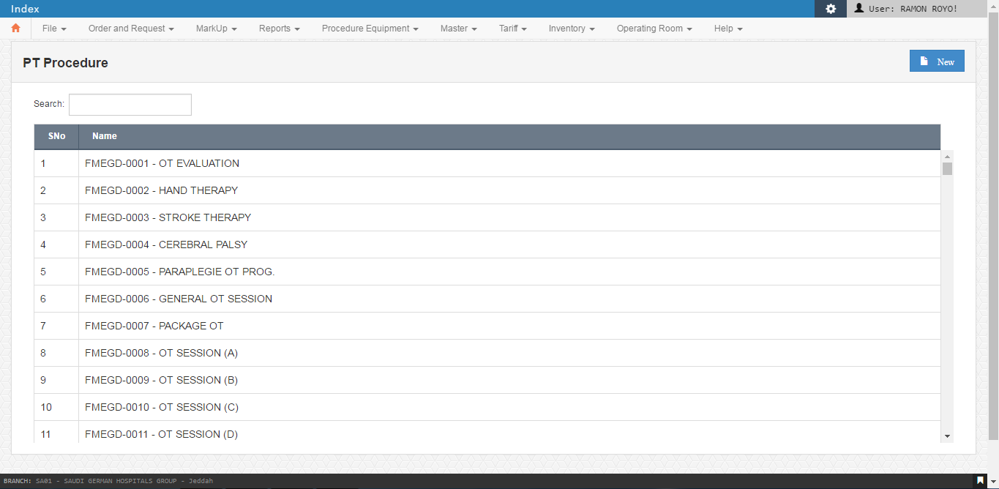 Index
User: RAMON ROYO!
File Order and Request MarkUp Reports Procedure Equipment Master Tariff Inventory Operating Room Help
PT Procedure
New
Search:
SNo Name
1 FMEGD-0001 - OT EVALUATION
2 FMEGD-0002 - HAND THERAPY
3 FMEGD-0003 - STROKE THERAPY
4 FMEGD-0004 - CEREBRAL PALSY
5 FMEGD-0005 - PARAPLEGIE OT PROG.
6 FMEGD-0006 - GENERAL OT SESSION
7 FMEGD-0007 - PACKAGE OT
8 FMEGD-0008 - OT SESSION (A)
9 FMEGD-0009 - OT SESSION (B)
10 FMEGD-0010 - OT SESSION (C)
11 FMEGD-0011 - OT SESSION (D)
BRANCH: SA01 - SAUDI GERMAN HOSPITALS GROUP - Jeddah